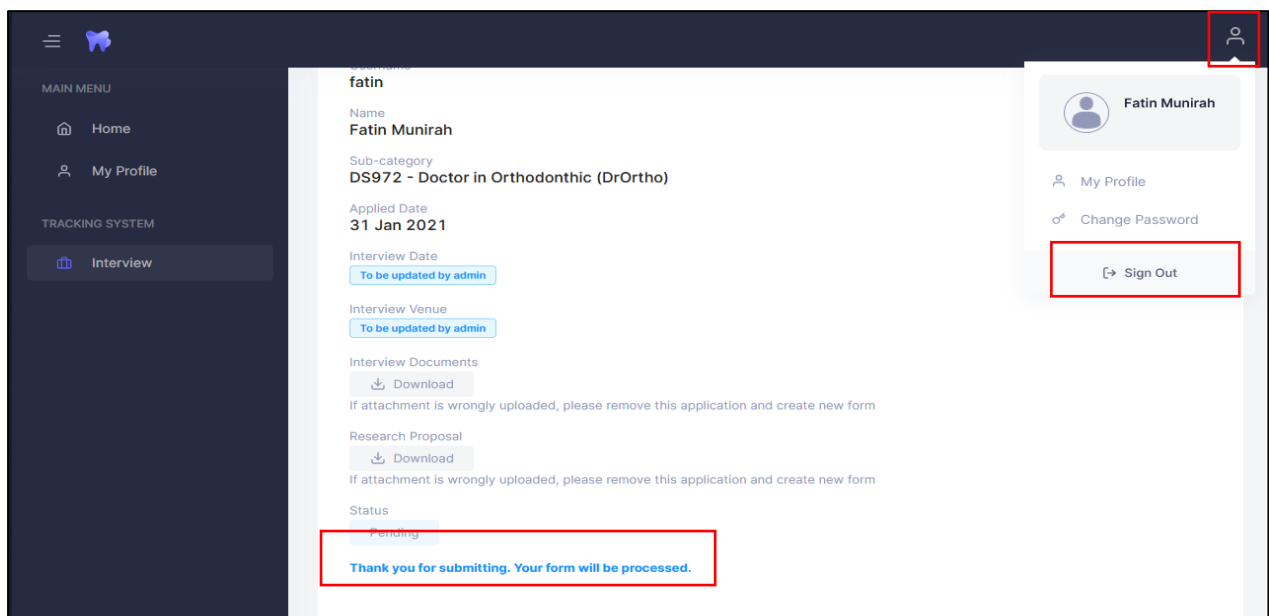 MAIN MENU
Home
My Profile
TRACKING SYSTEM
Interview
Username
fatin
Name
Fatin Munirah
Sub-category
DS972 - Doctor in Orthodonthic (DrOrtho)
Applied Date
31 Jan 2021
Interview Date
To be updated by admin
Interview Venue
To be updated by admin
Interview Documents
Download
If attachment is wrongly uploaded, please remove this application and create new form
Research Proposal
Download
If attachment is wrongly uploaded, please remove this application and create new form
Status
Pending
Thank you for submitting. Your form will be processed.
Fatin Munirah
My Profile
Change Password
Sign Out